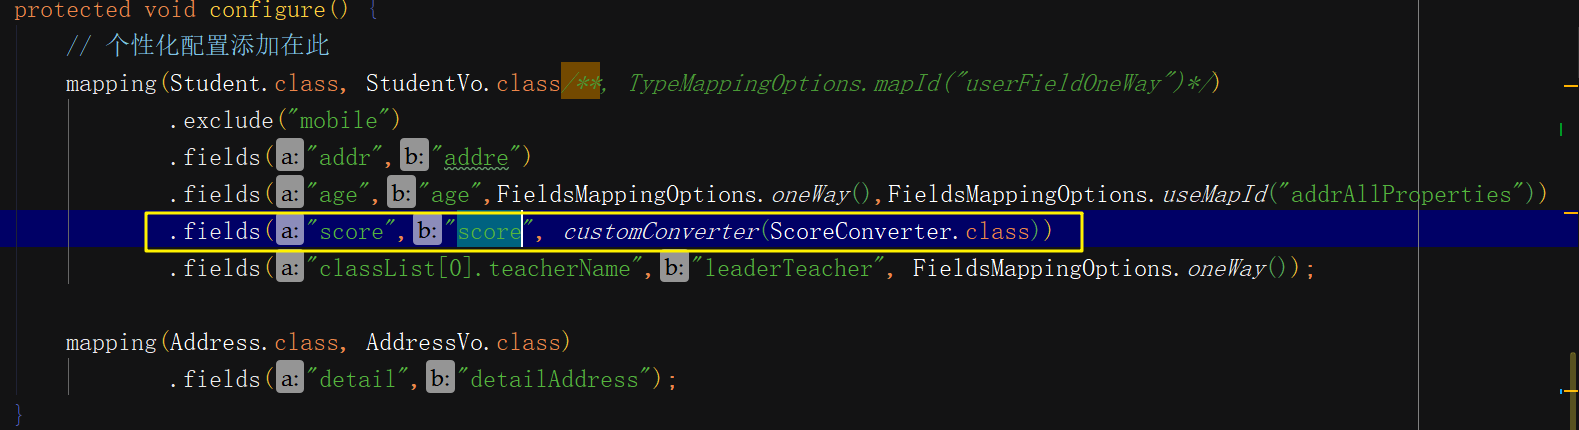 protected void configure() {
// 个性化配置添加在此
mapping(Student.class, StudentVo.class/**, TypeMappingOptions.mapId("userFieldOneWay")*/)
.exclude("mobile")
.fields(a:"addr",b:"addre")
.fields(a:"age",b:"age",FieldsMappingOptions.oneWay(),FieldsMappingOptions.useMapId("addrAllProperties"))
.fields(a:"score",b:"score", customConverter(ScoreConverter.class))
.fields(a:"classList[0].teacherName",b:"leaderTeacher", FieldsMappingOptions.oneWay());
mapping(Address.class, AddressVo.class)
.fields(a:"detail",b:"detailAddress");
}